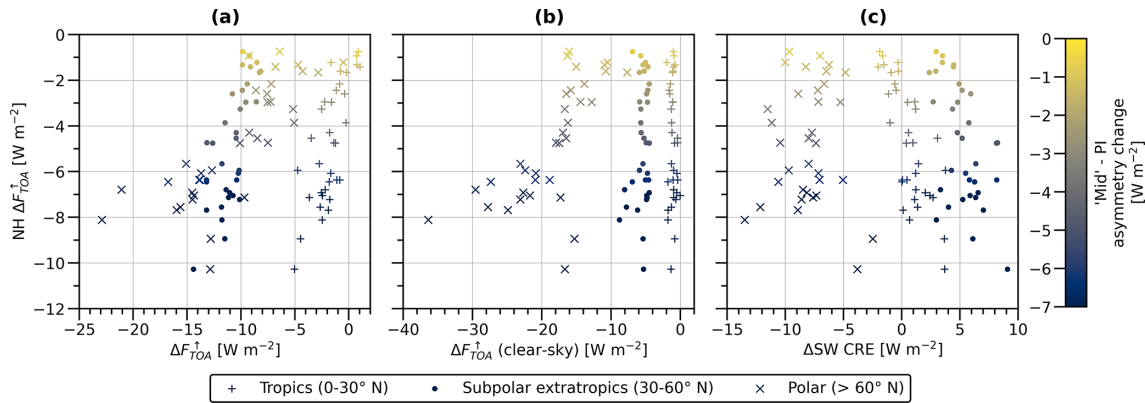 (a) (b) (c)
0 −2 −4 −6 −8 −10 −12
NH ΔF↑TOA [W m−2]
−25 −20 −15 −10 −5 0
ΔF↑TOA [W m−2]
−40 −20 0
ΔF↑TOA (clear-sky) [W m−2]
−15 −10 −5 0 5 10
ΔSW CRE [W m−2]
0 −1 −2 −3 −4 −5 −6 −7
'Mid' - PI
asymmetry change
[W m−2]
Tropics (0-30° N) Subpolar extratropics (30-60° N) Polar (> 60° N)